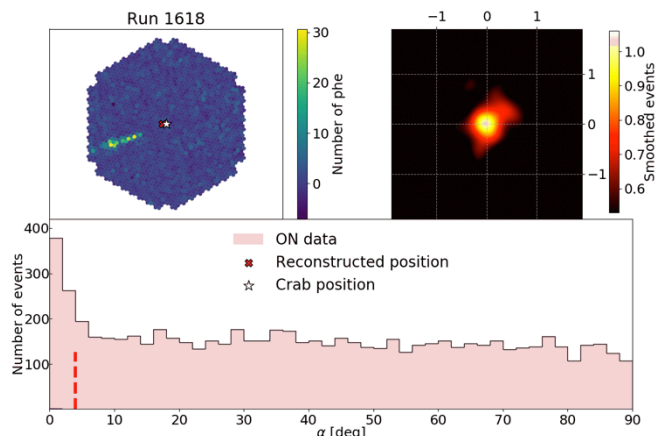 Run 1618
30
20
10
0
Number of phe
−1 0 1
1
0
−1
1.0
0.9
0.8
0.7
0.6
Smoothed events
400
300
200
100
Number of events
ON data
Reconstructed position
Crab position
0 10 20 30 40 50 60 70 80 90
α [deg]